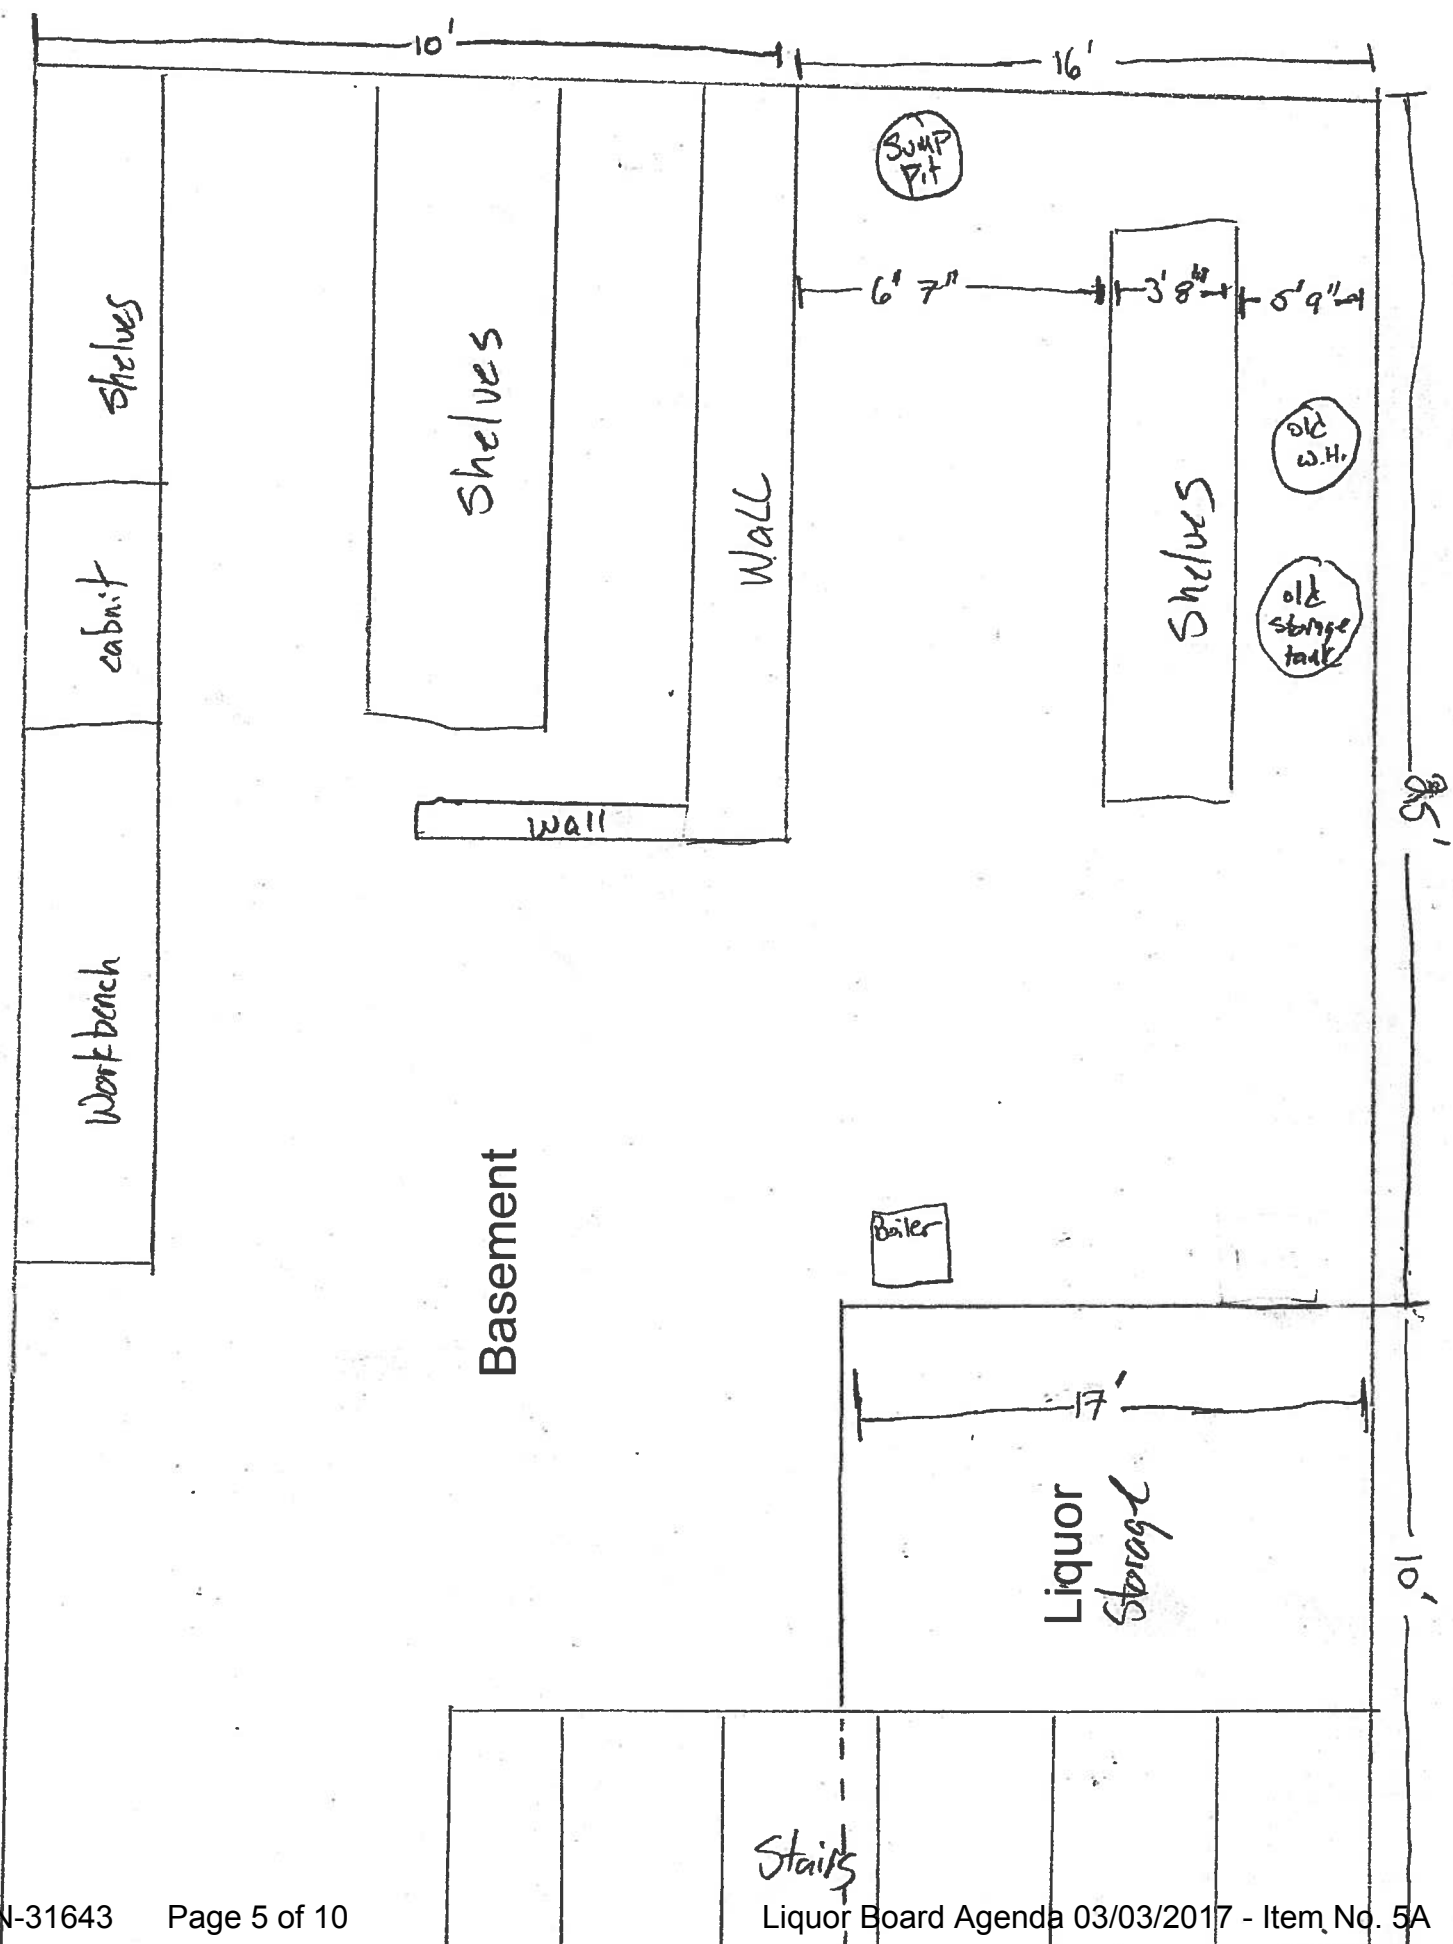 10'
16'
Sump
Pit
6" 7"
3' 8"
5' 9"
Shelves
Shelves
old
W.H.
Wall
Shelves
cabnit
old
storage
tank
Wall
Workbench
Basement
Boiler
17'
Liquor
Storage
10'
Stairs
N-31643 Page 5 of 10 Liquor Board Agenda 03/03/2017 - Item No. 5A